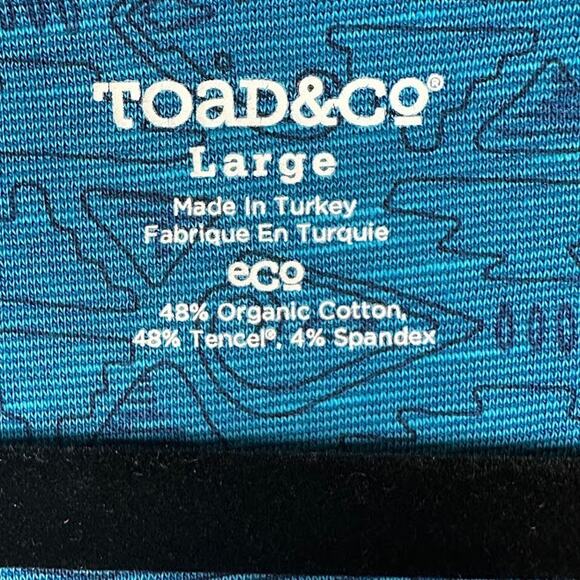 TOAD&CO®
Large
Made In Turkey
Fabrique En Turquie
eco
48% Organic Cotton,
48% Tencel®, 4% Spandex